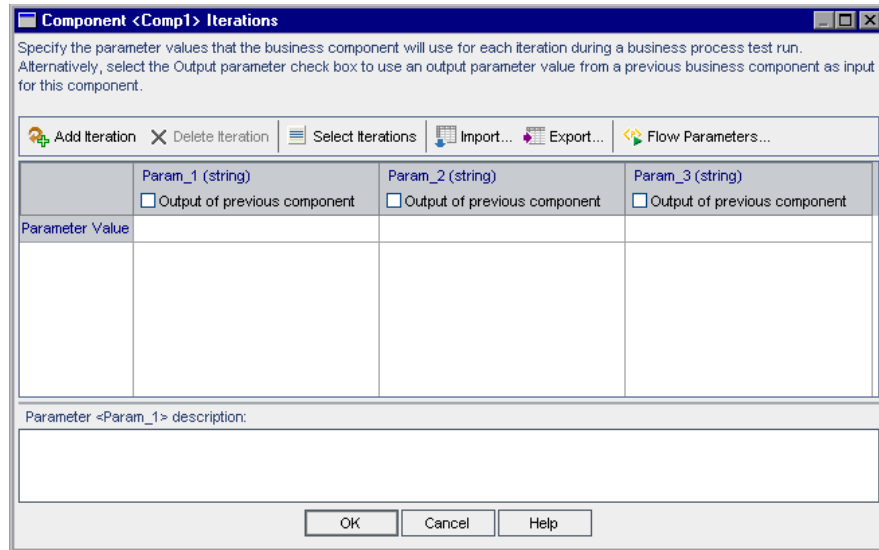 Component <Comp1> Iterations
Specify the parameter values that the business component will use for each iteration during a business process test run.
Alternatively, select the Output parameter check box to use an output parameter value from a previous business component as input
for this component.
Add Iteration Delete Iteration Select Iterations Import... Export... Flow Parameters...
Param_1 (string) Param_2 (string) Param_3 (string)
Output of previous component Output of previous component Output of previous component
Parameter Value
Parameter <Param_1> description:
OK Cancel Help